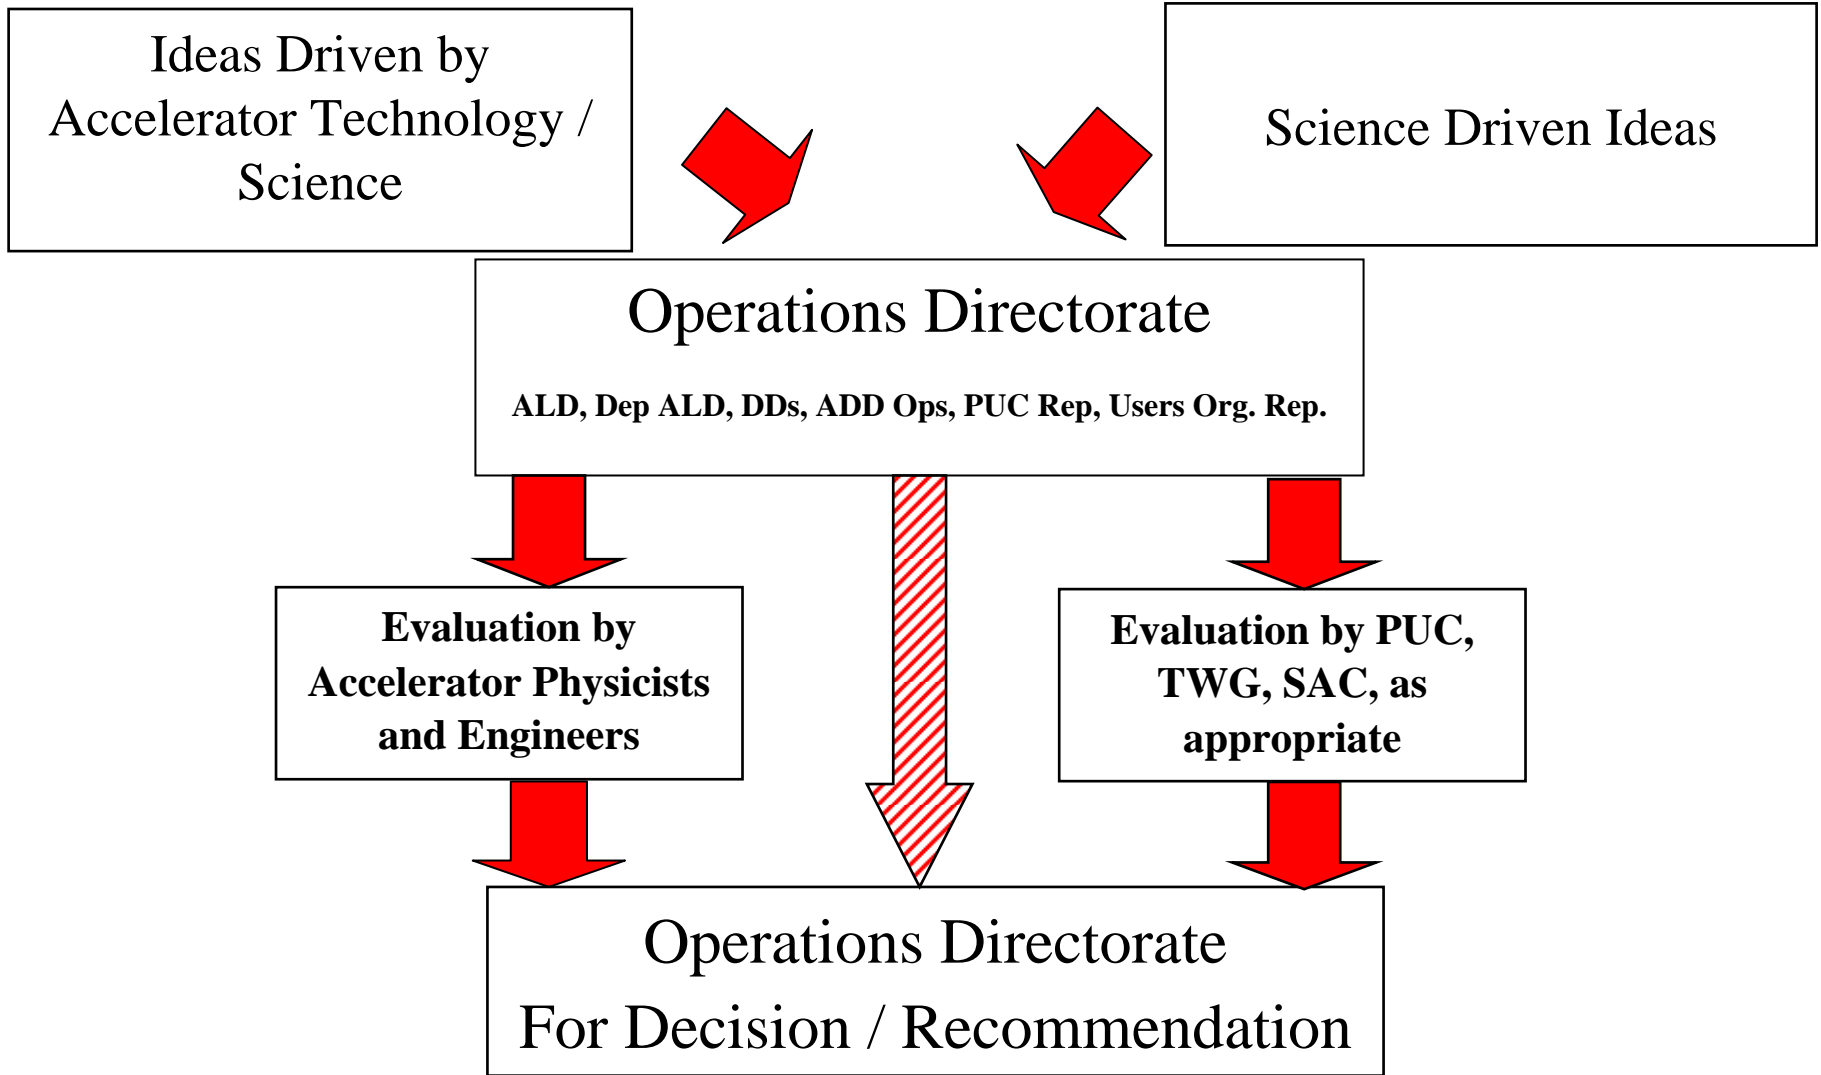 Ideas Driven by
Accelerator Technology /
Science
Science Driven Ideas
Operations Directorate
ALD, Dep ALD, DDs, ADD Ops, PUC Rep, Users Org. Rep.
Evaluation by
Accelerator Physicists
and Engineers
Evaluation by PUC,
TWG, SAC, as
appropriate
Operations Directorate
For Decision / Recommendation